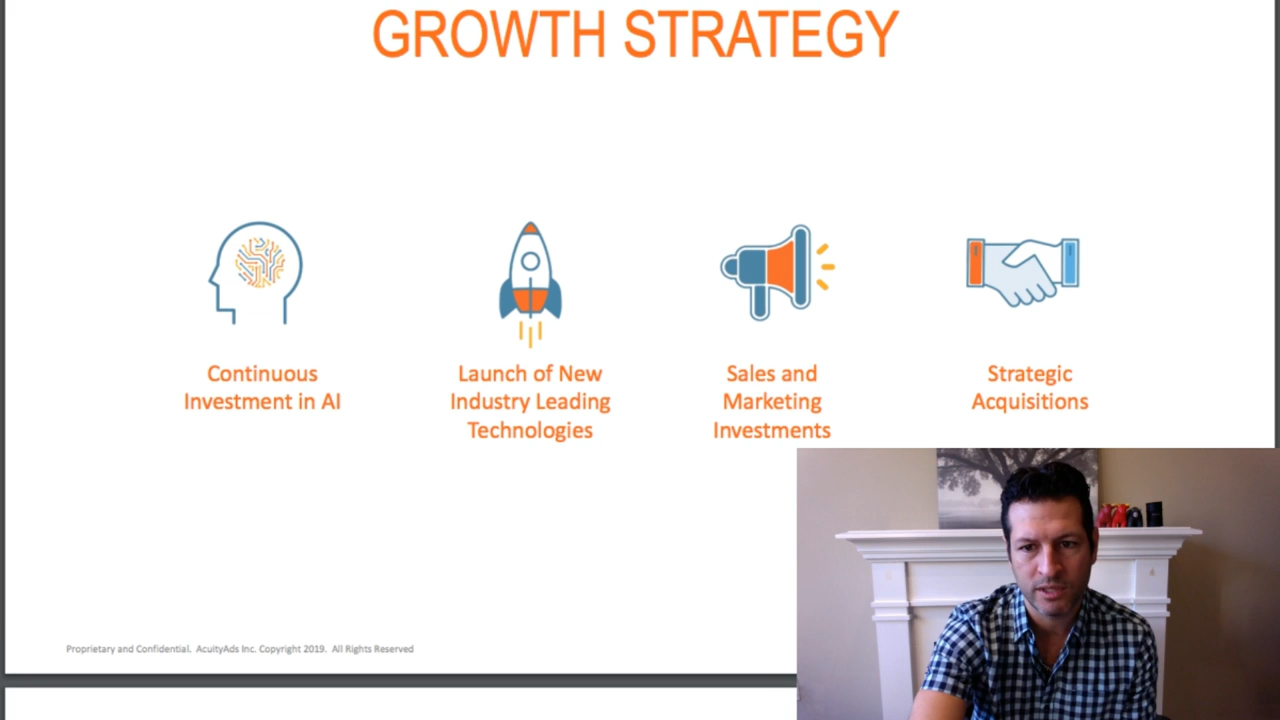 GROWTH STRATEGY
Continuous
Investment in AI
Launch of New
Industry Leading
Technologies
Sales and
Marketing
Investments
Strategic
Acquisitions
Proprietary and Confidential. AcuityAds Inc. Copyright 2019. All Rights Reserved